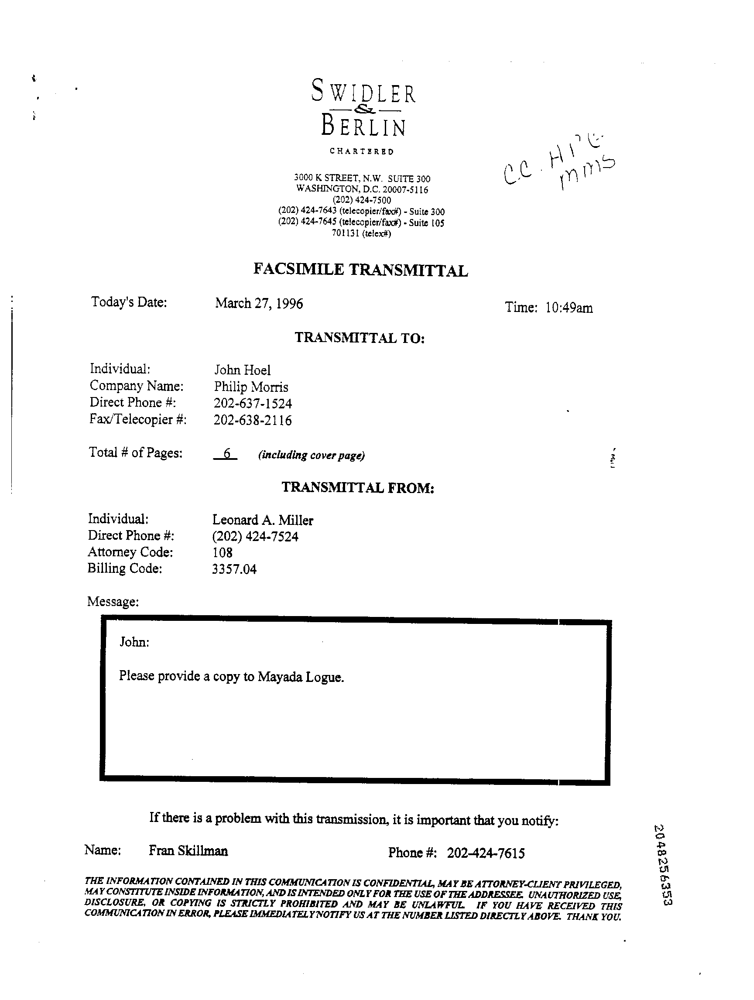 SWIDLER
&
BERLIN
CHARTERED
C.C.
MMS
3000 K STREET, N.W. SUITE 300
WASHINGTON, D.C. 20007-5116
(202) 424-7500
(202) 424-7643 (telecopier/fax#) - Suite 300
(202) 424-7645 (telecopier/fax#) - Suite 105
701131 (telex#)
FACSIMILE TRANSMITTAL
Today's Date: March 27, 1996 Time: 10:49am
TRANSMITTAL TO:
Individual: John Hoel
Company Name: Philip Morris
Direct Phone #: 202-637-1524
Fax/Telecopier #: 202-638-2116
Total # of Pages: 6 (including cover page)
TRANSMITTAL FROM:
Individual: Leonard A. Miller
Direct Phone #: (202) 424-7524
Attorney Code: 108
Billing Code: 3357.04
Message:
John:
Please provide a copy to Mayada Logue.
If there is a problem with this transmission, it is important that you notify:
Name: Fran Skillman Phone #: 202-424-7615
THE INFORMATION CONTAINED IN THIS COMMUNICATION IS CONFIDENTIAL, MAY BE ATTORNEY-CLIENT PRIVILEGED,
MAY CONSTITUTE INSIDE INFORMATION, AND IS INTENDED ONLY FOR THE USE OF THE ADDRESSEE. UNAUTHORIZED USE,
DISCLOSURE, OR COPYING IS STRICTLY PROHIBITED AND MAY BE UNLAWFUL. IF YOU HAVE RECEIVED THIS
COMMUNICATION IN ERROR, PLEASE IMMEDIATELY NOTIFY US AT THE NUMBER LISTED DIRECTLY ABOVE. THANK YOU.
2048256353